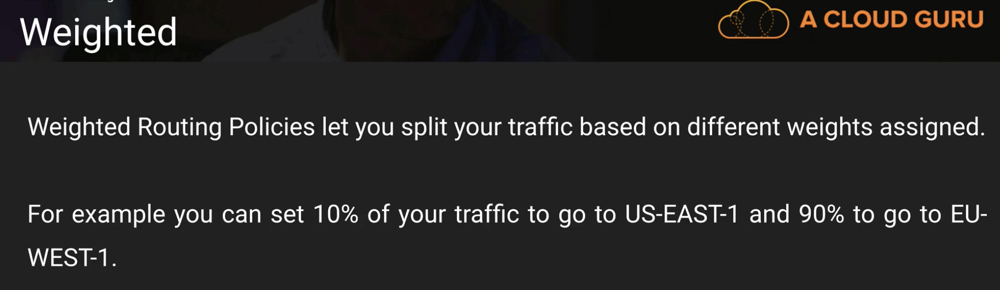 Weighted
A CLOUD GURU
Weighted Routing Policies let you split your traffic based on different weights assigned.
For example you can set 10% of your traffic to go to US-EAST-1 and 90% to go to EU-
WEST-1.